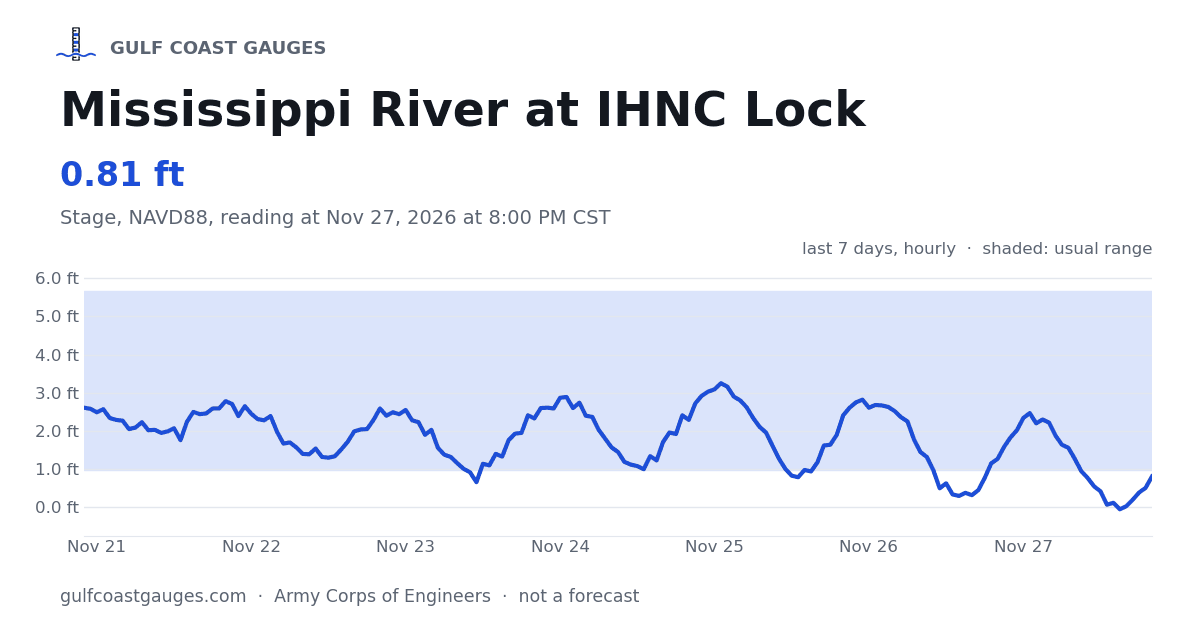 GULF COAST GAUGES
Mississippi River at IHNC Lock
0.81 ft
Stage, NAVD88, reading at Nov 27, 2026 at 8:00 PM CST
last 7 days, hourly · shaded: usual range
6.0 ft
5.0 ft
4.0 ft
3.0 ft
2.0 ft
1.0 ft
0.0 ft
Nov 21 Nov 22 Nov 23 Nov 24 Nov 25 Nov 26 Nov 27
gulfcoastgauges.com · Army Corps of Engineers · not a forecast